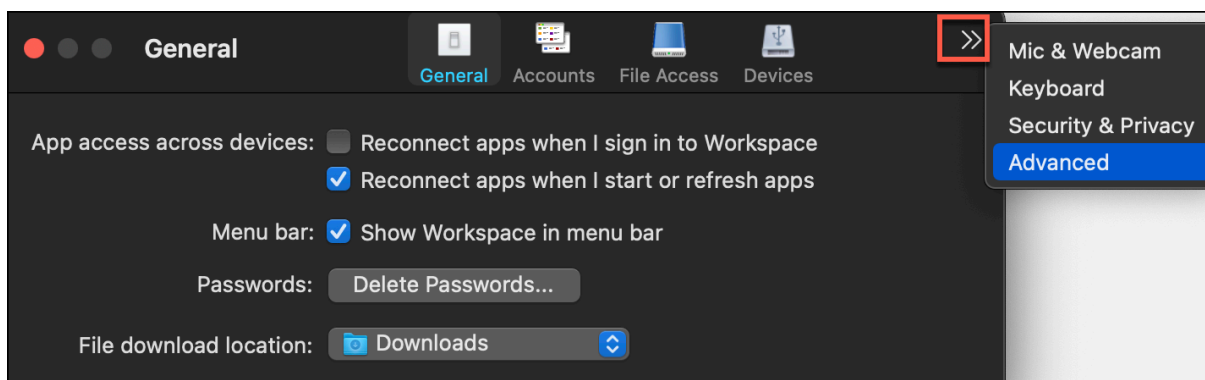 General
General
Accounts
File Access
Devices
Mic & Webcam
Keyboard
Security & Privacy
Advanced
App access across devices: Reconnect apps when I sign in to Workspace
Reconnect apps when I start or refresh apps
Menu bar: Show Workspace in menu bar
Passwords: Delete Passwords...
File download location: Downloads